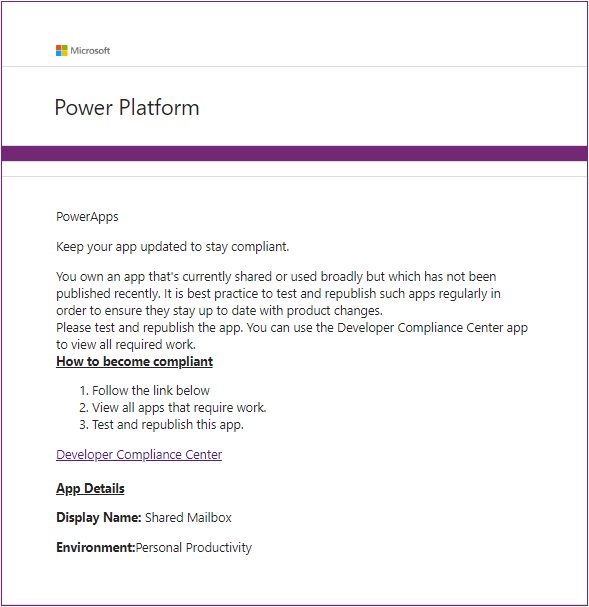 Microsoft
Power Platform
PowerApps
Keep your app updated to stay compliant.
You own an app that's currently shared or used broadly but which has not been
published recently. It is best practice to test and republish such apps regularly in
order to ensure they stay up to date with product changes.
Please test and republish the app. You can use the Developer Compliance Center app
to view all required work.
How to become compliant
1. Follow the link below
2. View all apps that require work.
3. Test and republish this app.
Developer Compliance Center
App Details
Display Name: Shared Mailbox
Environment:Personal Productivity